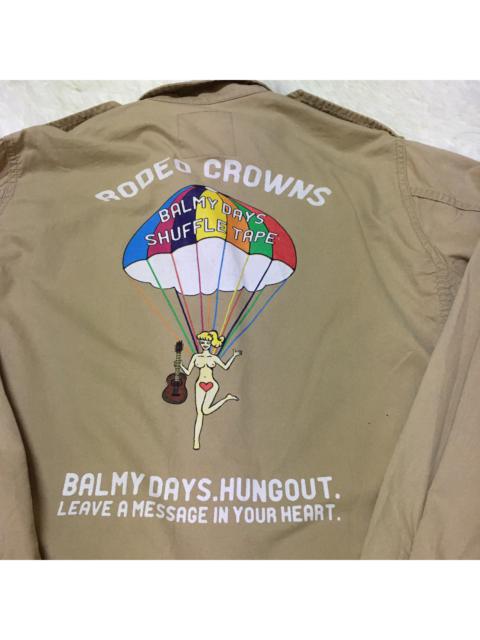 RODEO CROWNS
BALMY DAYS
SHUFFLE TAPE
BALMY DAYS.HUNGOUT.
LEAVE A MESSAGE IN YOUR HEART.